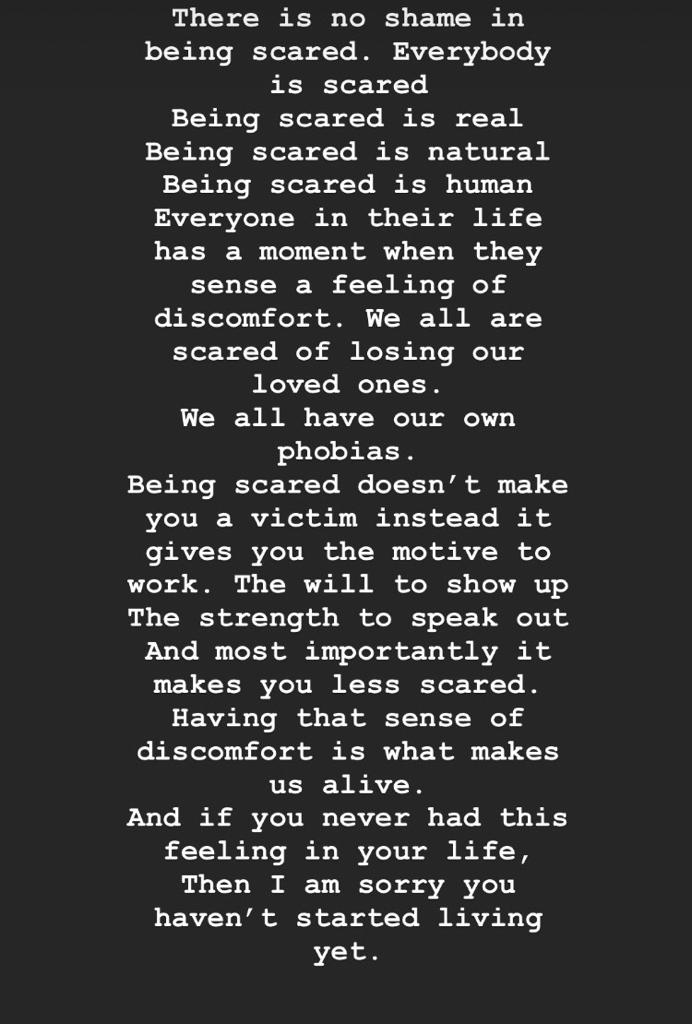 There is no shame in
being scared. Everybody
is scared
Being scared is real
Being scared is natural
Being scared is human
Everyone in their life
has a moment when they
sense a feeling of
discomfort. We all are
scared of losing our
loved ones.
We all have our own
phobias.
Being scared doesn’t make
you a victim instead it
gives you the motive to
work. The will to show up
The strength to speak out
And most importantly it
makes you less scared.
Having that sense of
discomfort is what makes
us alive.
And if you never had this
feeling in your life,
Then I am sorry you
haven’t started living
yet.